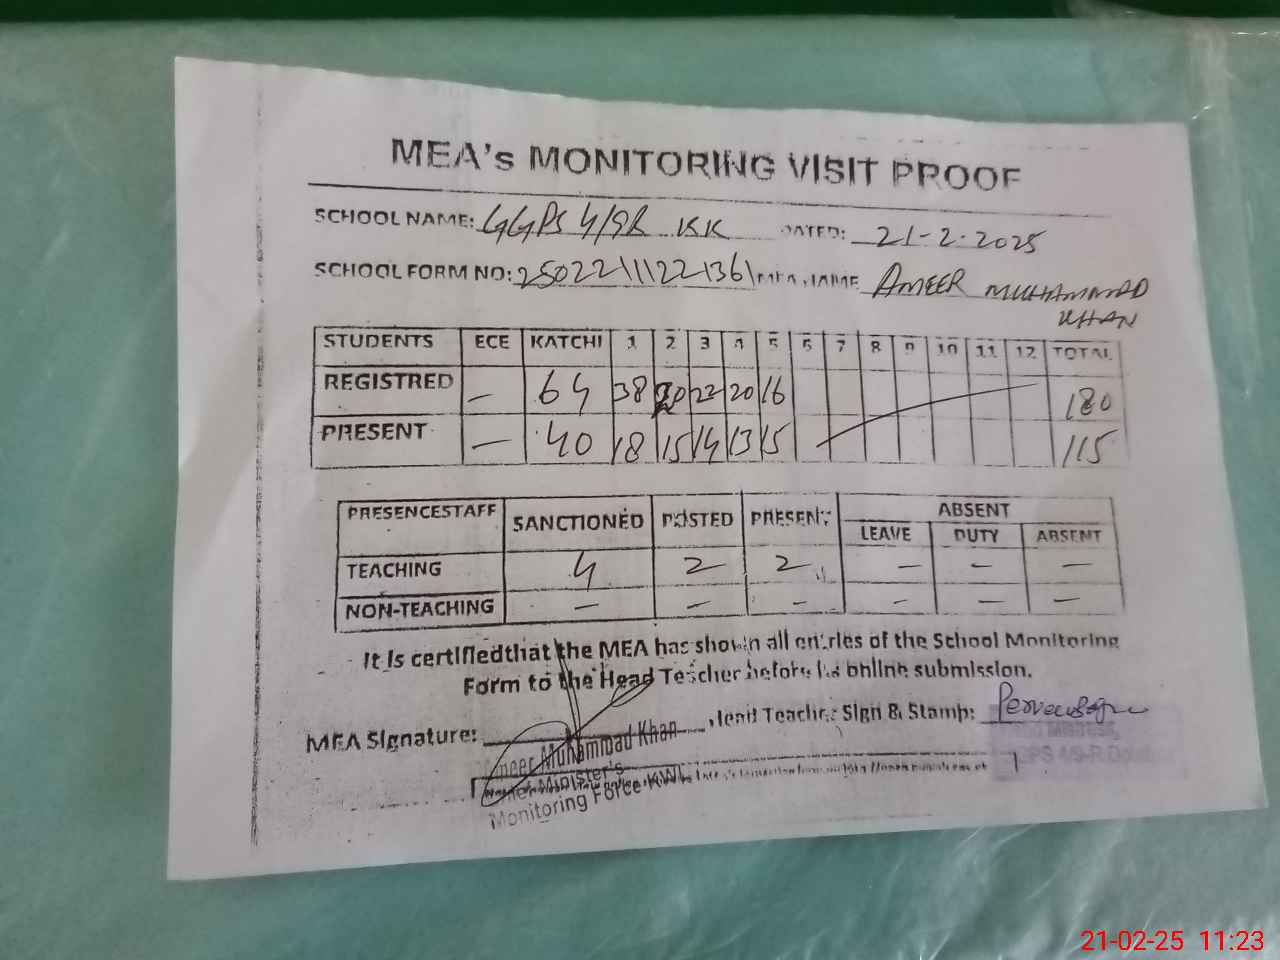 MEA's MONITORING VISIT PROOF
SCHOOL NAME: GGPS 4/9R KK DATED: 21-2-2025
SCHOOL FORM NO: 2502211122136 MEA NAME AMEER MUHAMMAD
KHAN
STUDENTS ECE KATCHI 1 2 3 4 5 6 7 8 9 10 11 12 TOTAL
REGISTRED — 64 38 20 22 20 16 180
PRESENT — 40 18 15 14 13 15 115
PRESENCESTAFF SANCTIONED POSTED PRESENT ABSENT
LEAVE DUTY ABSENT
TEACHING 4 2 2 — — —
NON-TEACHING — — — — — —
It is certifiedthat the MEA has shown all entries of the School Monitoring
Form to the Head Teacher before its online submission.
MEA Signature: Head Teacher Sign & Stamp:
Ameer Muhammad Khan
Chief Minister's
Monitoring Force KWL
21-02-25 11:23